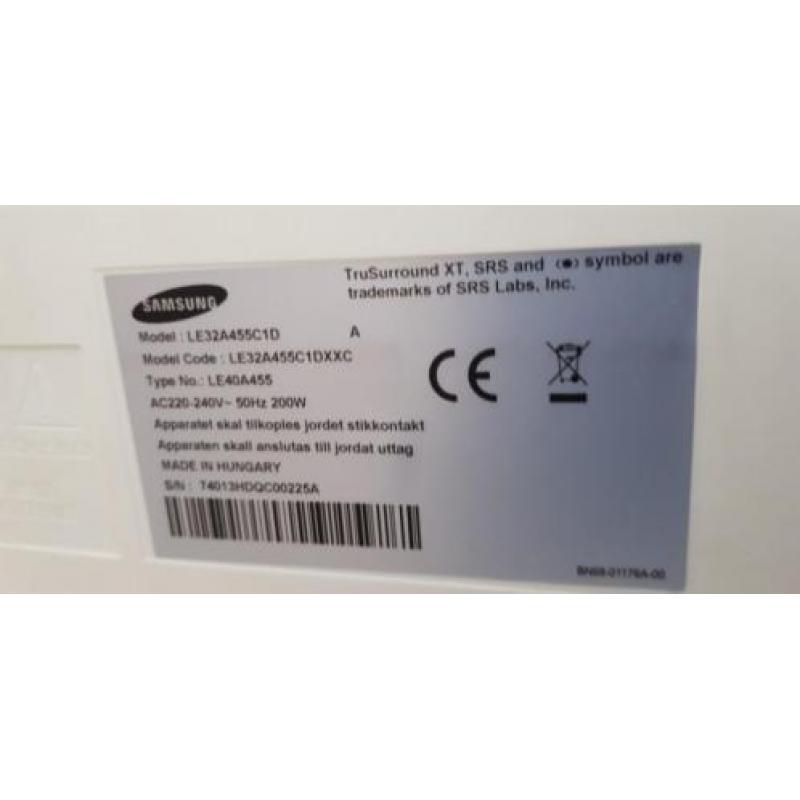 SAMSUNG
TruSurround XT, SRS and (●) symbol are
trademarks of SRS Labs, Inc.
Model : LE32A455C1D A
Model Code : LE32A455C1DXXC
Type No.: LE40A455
AC220-240V~ 50Hz 200W
Apparatet skal tilkoples jordet stikkontakt
Apparaten skall anslutas till jordat uttag
MADE IN HUNGARY
S/N : 74013HDQC00225A
CE
BN68-01176A-00